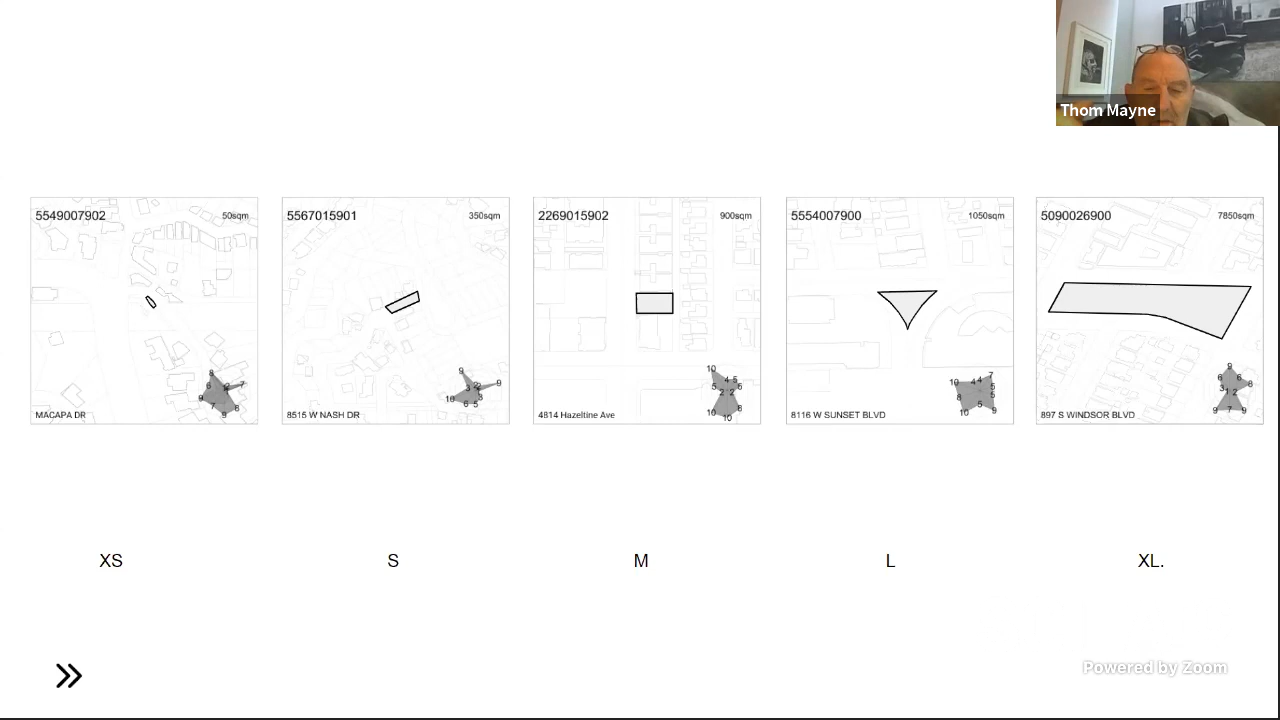 Thom Mayne
5549007902 50sqm
MACAPA DR
5567015901 350sqm
8515 W NASH DR
2269015902 900sqm
4814 Hazeltine Ave
5554007900 1050sqm
8116 W SUNSET BLVD
5090026900 7850sqm
897 S WINDSOR BLVD
XS
S
M
L
XL.
Powered by Zoom